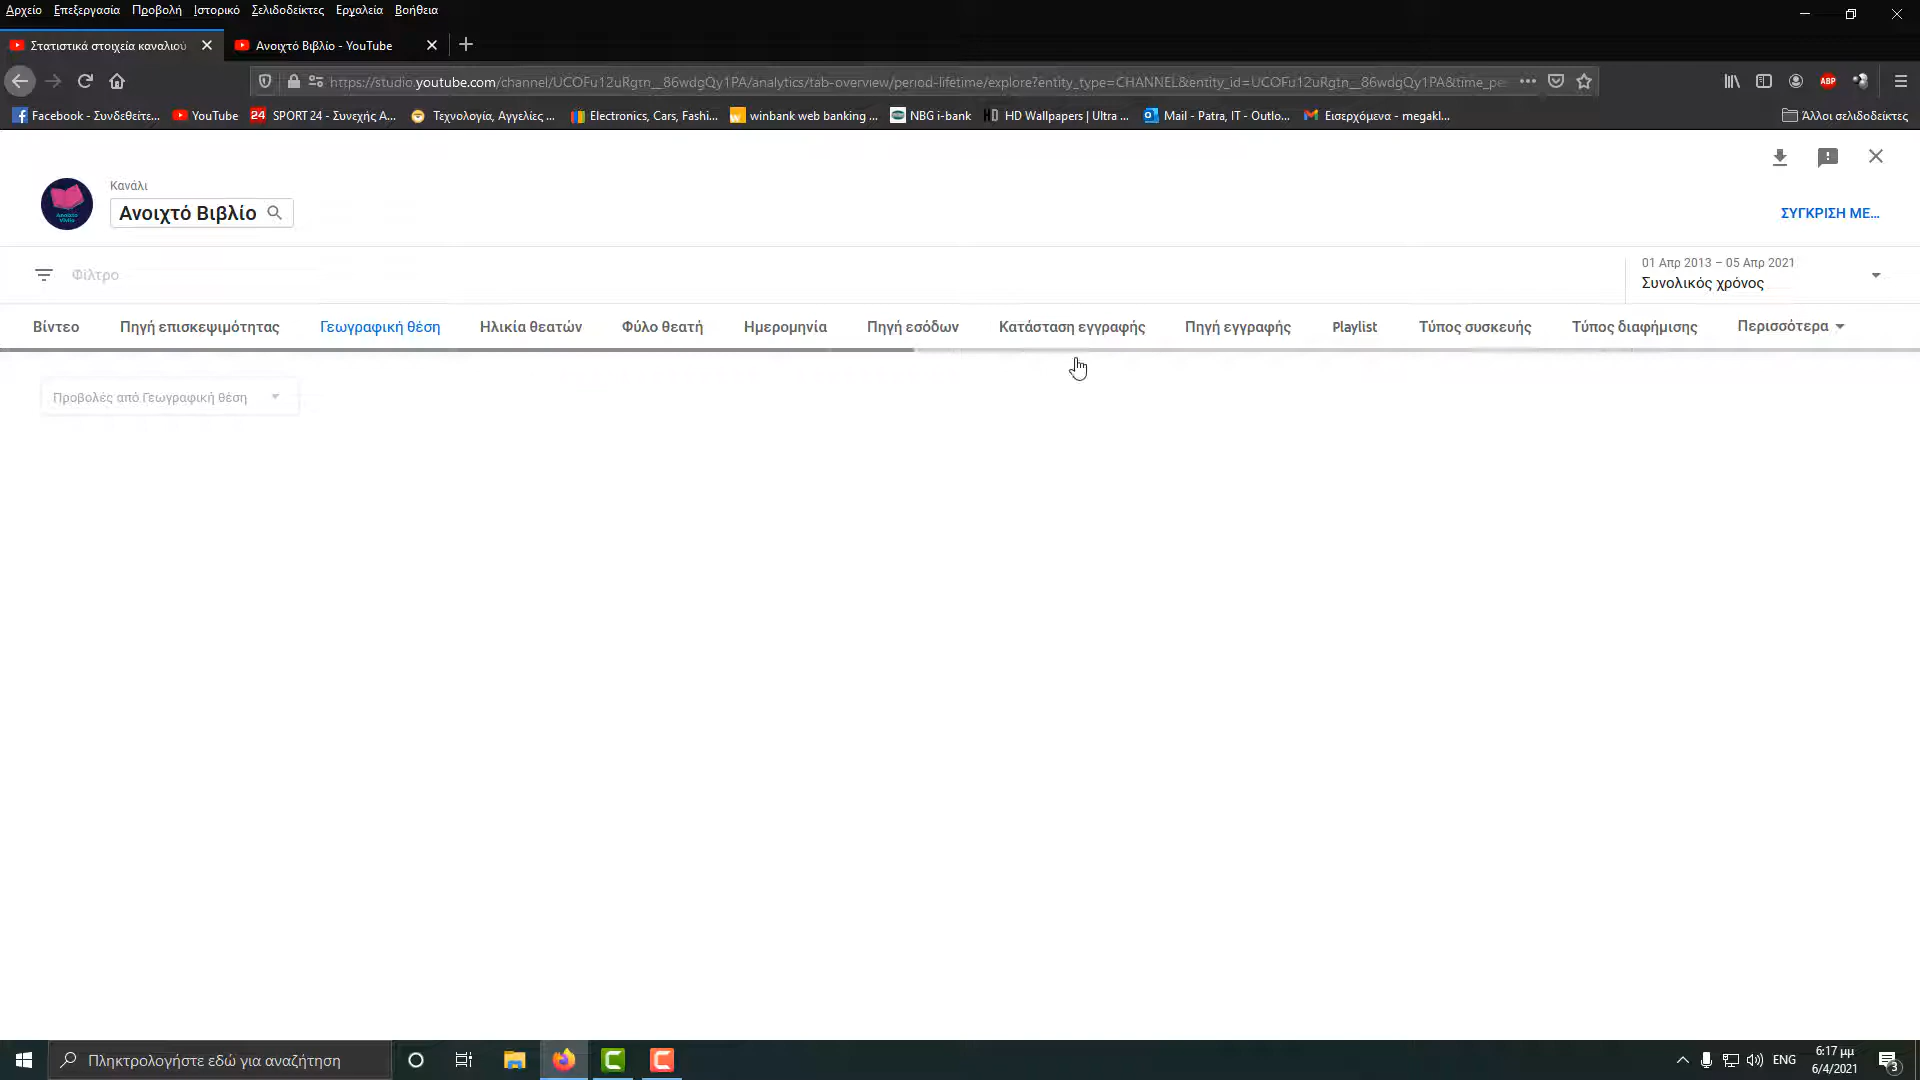 Αρχείο Επεξεργασία Προβολή Ιστορικό Σελιδοδείκτες Εργαλεία Βοήθεια
Στατιστικά στοιχεία καναλιού
Ανοιχτό Βιβλίο - YouTube
https://studio.youtube.com/channel/UCOFu12uRgtn__86wdgQy1PA/analytics/tab-overview/period-lifetime/explore?entity_type=CHANNEL&entity_id=UCOFu12uRgtn__86wdgQy1PA&time_pe
ABP
Facebook - Συνδεθείτε...
YouTube
24 SPORT 24 - Συνεχής Α...
Τεχνολογία, Αγγελίες ...
Electronics, Cars, Fashi...
winbank web banking ...
NBG i-bank
HD Wallpapers | Ultra ...
Mail - Patra, IT - Outlo...
Εισερχόμενα - megakl...
Άλλοι σελιδοδείκτες
Κανάλι
Ανοιχτό Βιβλίο
ΣΥΓΚΡΙΣΗ ΜΕ...
Φίλτρο
01 Απρ 2013 – 05 Απρ 2021
Συνολικός χρόνος
Βίντεο Πηγή επισκεψιμότητας Γεωγραφική θέση Ηλικία θεατών Φύλο θεατή Ημερομηνία Πηγή εσόδων Κατάσταση εγγραφής Πηγή εγγραφής Playlist Τύπος συσκευής Τύπος διαφήμισης Περισσότερα
Προβολές από Γεωγραφική θέση
Πληκτρολογήστε εδώ για αναζήτηση
ENG
6:17 μμ
6/4/2021
3